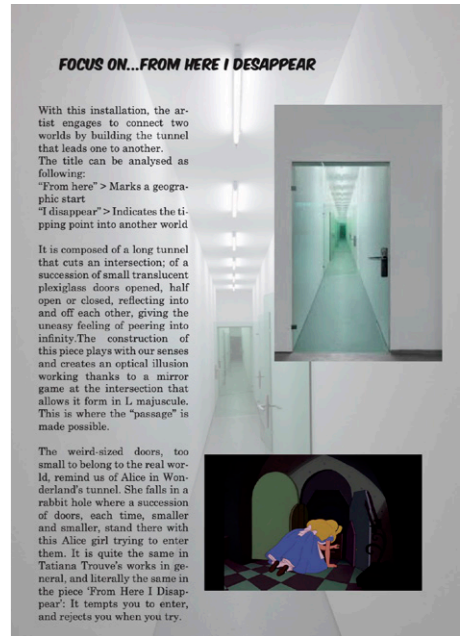 FOCUS ON...FROM HERE I DESAPPEAR
With this installation, the ar-
tist engages to connect two
worlds by building the tunnel
that leads one to another.
The title can be analysed as
following:
“From here” > Marks a geogra-
phic start
“I disappear” > Indicates the ti-
pping point into another world
It is composed of a long tunnel
that cuts an intersection; of a
succession of small translucent
plexiglass doors opened, half
open or closed, reflecting into
and off each other, giving the
uneasy feeling of peering into
infinity.The construction of
this piece plays with our senses
and creates an optical illusion
working thanks to a mirror
game at the intersection that
allows it form in L majuscule.
This is where the “passage” is
made possible.
The weird-sized doors, too
small to belong to the real wor-
ld, remind us of Alice in Won-
derland’s tunnel. She falls in a
rabbit hole where a succession
of doors, each time, smaller
and smaller, stand there with
this Alice girl trying to enter
them. It is quite the same in
Tatiana Trouve’s works in ge-
neral, and literally the same in
the piece ‘From Here I Disap-
pear’: It tempts you to enter,
and rejects you when you try.